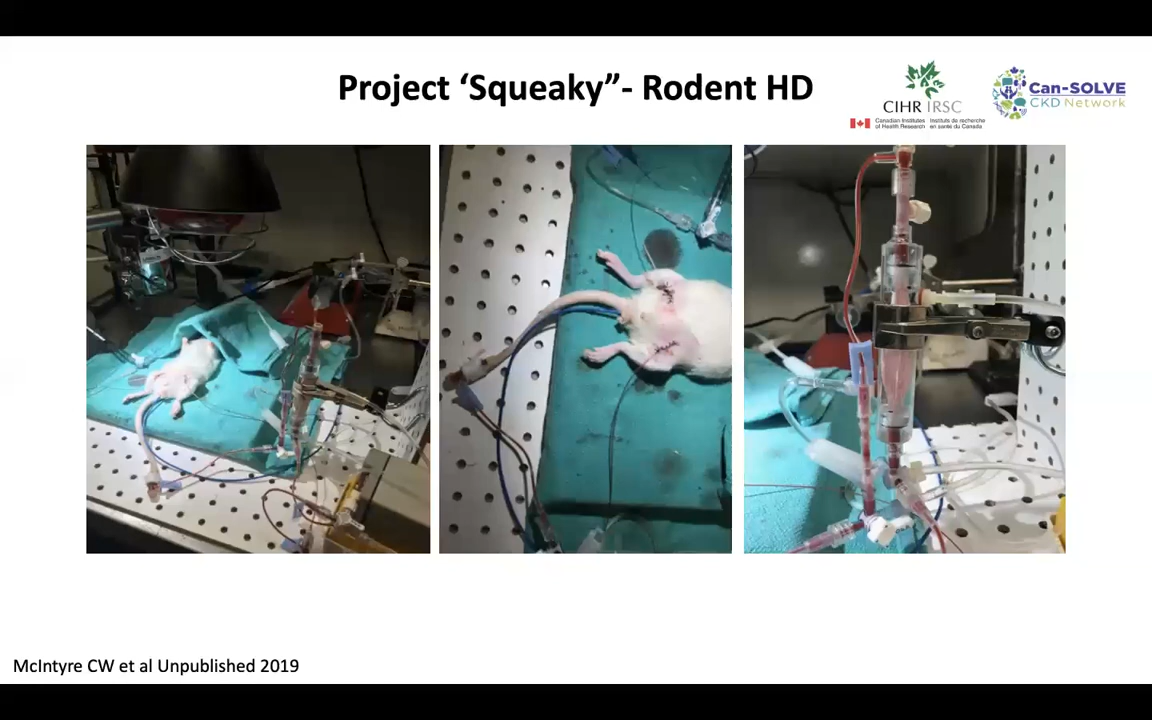 Project ‘Squeaky”- Rodent HD
CIHR IRSC
Canadian Institutes of Health Research
Instituts de recherche en santé du Canada
Can-SOLVE
CKD Network
McIntyre CW et al Unpublished 2019